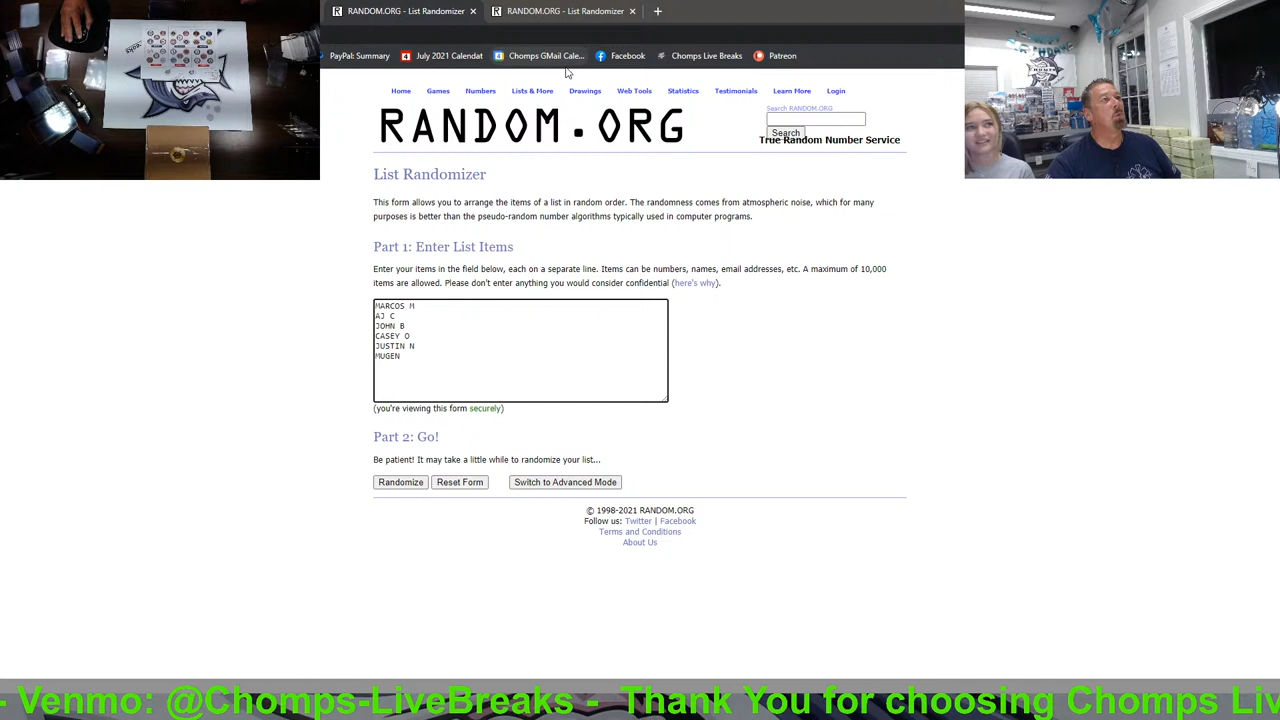 RANDOM.ORG - List Randomizer
RANDOM.ORG - List Randomizer
PayPal: Summary
July 2021 Calendat
Chomps GMail Cale...
Facebook
Chomps Live Breaks
Patreon
Home Games Numbers Lists & More Drawings Web Tools Statistics Testimonials Learn More Login
RANDOM.ORG
Search RANDOM.ORG
Search
True Random Number Service
List Randomizer
This form allows you to arrange the items of a list in random order. The randomness comes from atmospheric noise, which for many
purposes is better than the pseudo-random number algorithms typically used in computer programs.
Part 1: Enter List Items
Enter your items in the field below, each on a separate line. Items can be numbers, names, email addresses, etc. A maximum of 10,000
items are allowed. Please don't enter anything you would consider confidential (here's why).
MARCOS M
AJ C
JOHN B
CASEY O
JUSTIN N
MUGEN
(you're viewing this form securely)
Part 2: Go!
Be patient! It may take a little while to randomize your list...
Randomize Reset Form Switch to Advanced Mode
© 1998-2021 RANDOM.ORG
Follow us: Twitter | Facebook
Terms and Conditions
About Us
- Venmo: @Chomps-LiveBreaks - Thank You for choosing Chomps Liv